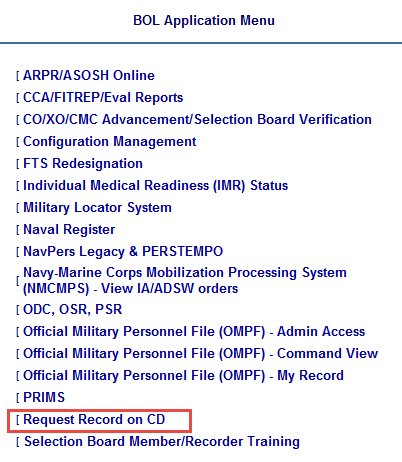 BOL Application Menu
[ ARPR/ASOSH Online
[ CCA/FITREP/Eval Reports
[ CO/XO/CMC Advancement/Selection Board Verification
[ Configuration Management
[ FTS Redesignation
[ Individual Medical Readiness (IMR) Status
[ Military Locator System
[ Naval Register
[ NavPers Legacy & PERSTEMPO
[ Navy-Marine Corps Mobilization Processing System
(NMCMPS) - View IA/ADSW orders
[ ODC, OSR, PSR
[ Official Military Personnel File (OMPF) - Admin Access
[ Official Military Personnel File (OMPF) - Command View
[ Official Military Personnel File (OMPF) - My Record
[ PRIMS
[ Request Record on CD
[ Selection Board Member/Recorder Training